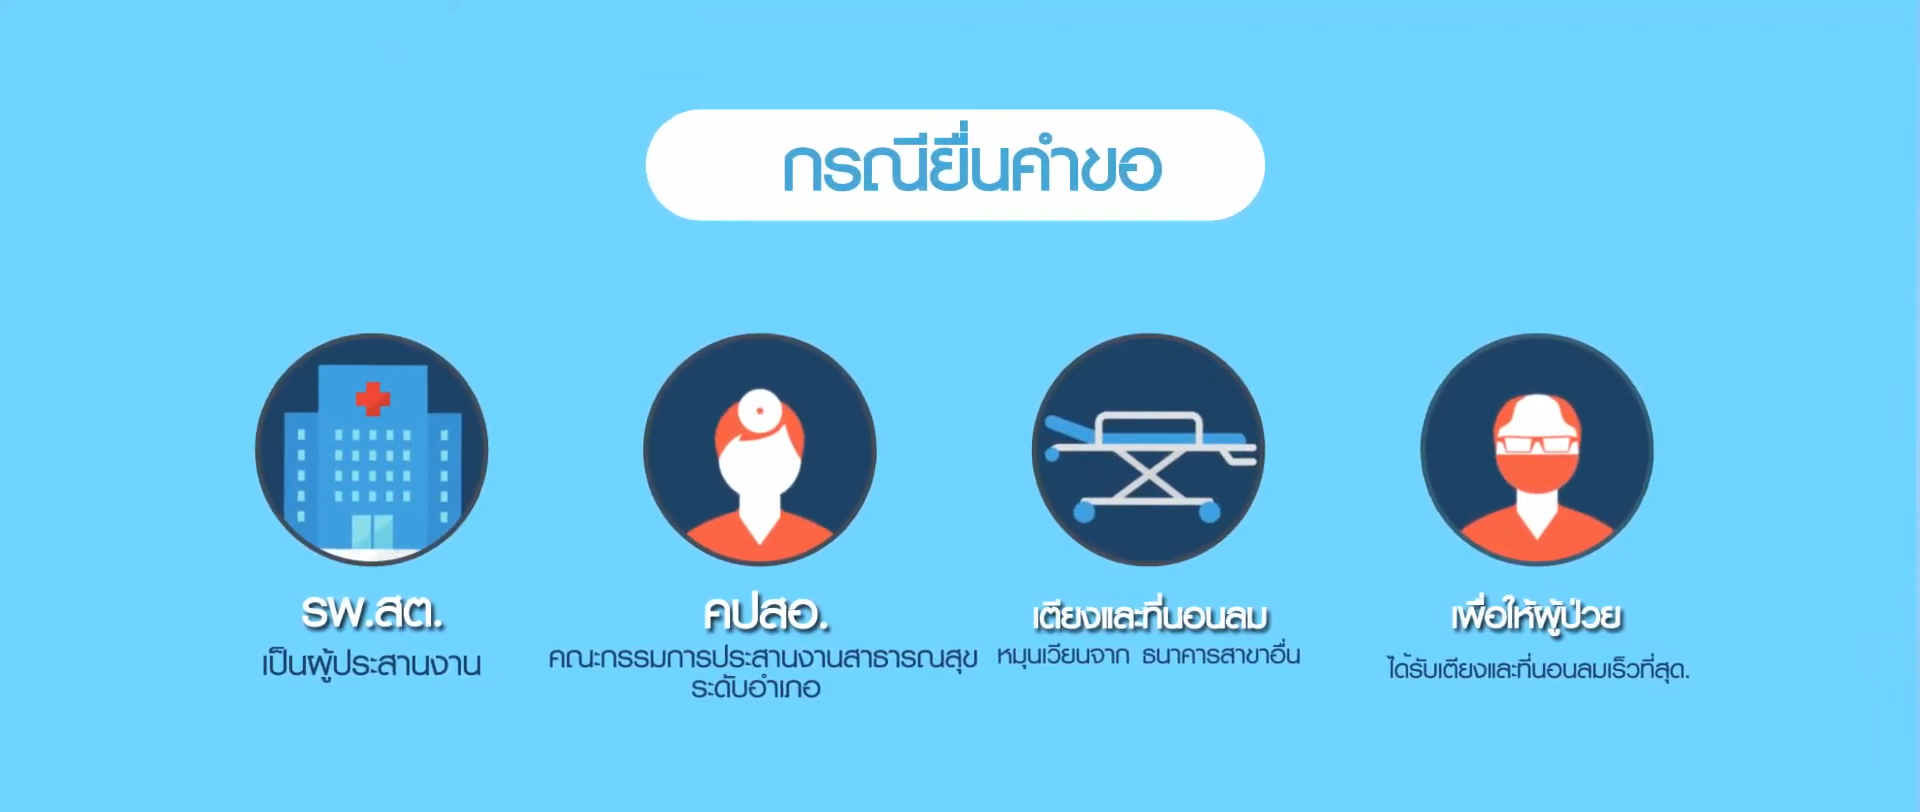 กรณียื่นคำขอ
รพ.สต.
เป็นผู้ประสานงาน
คปสอ.
คณะกรรมการประสานงานสาธารณสุข
ระดับอำเภอ
เตียงและที่นอนลม
หมุนเวียนจาก ธนาคารสาขาอื่น
เพื่อให้ผู้ป่วย
ได้รับเตียงและที่นอนลมเร็วที่สุด.